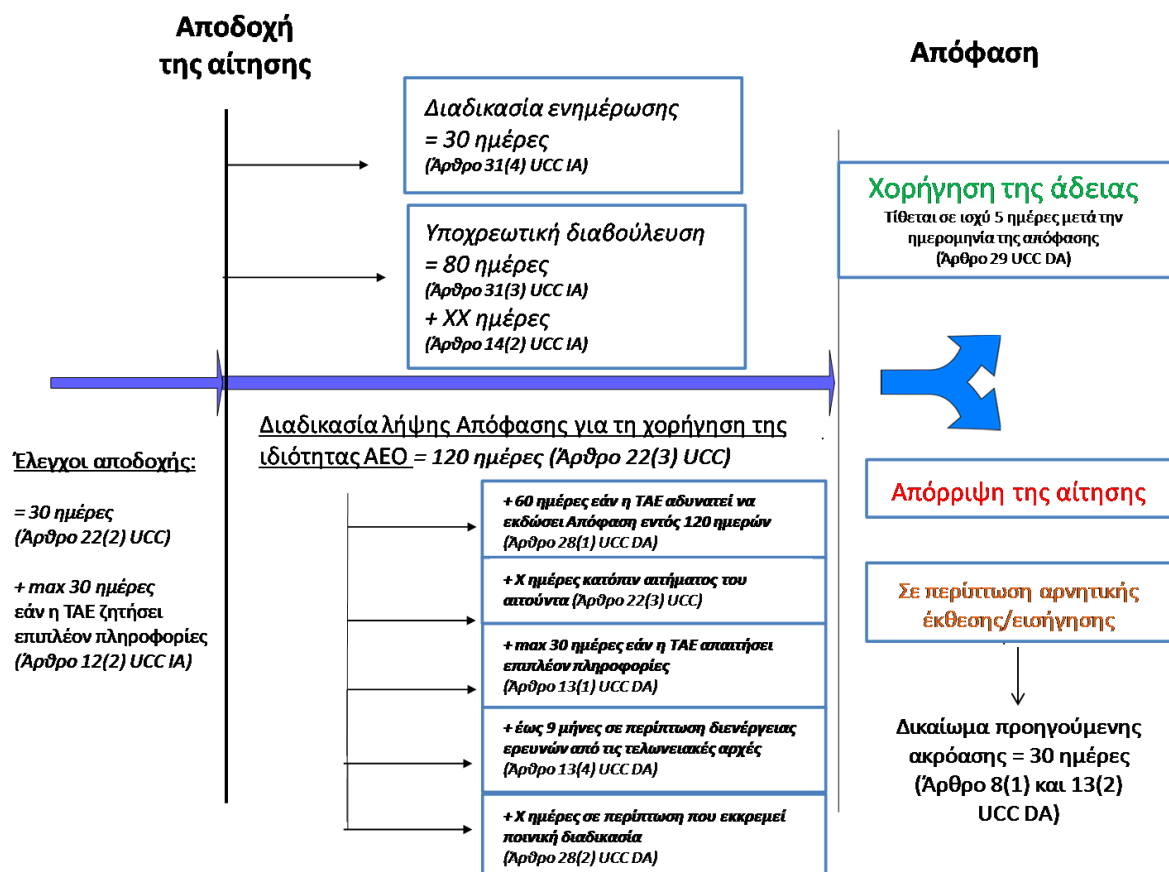 Αποδοχή
της αίτησης
Απόφαση
Διαδικασία ενημέρωσης
= 30 ημέρες
(Άρθρο 31(4) UCC IA)
Υποχρεωτική διαβούλευση
= 80 ημέρες
(Άρθρο 31(3) UCC IA)
+ XX ημέρες
(Άρθρο 14(2) UCC IA)
Χορήγηση της άδειας
Τίθεται σε ισχύ 5 ημέρες μετά την
ημερομηνία της απόφασης
(Άρθρο 29 UCC DA)
Έλεγχοι αποδοχής:
= 30 ημέρες
(Άρθρο 22(2) UCC)
+ max 30 ημέρες
εάν η ΤΑΕ ζητήσει
επιπλέον πληροφορίες
(Άρθρο 12(2) UCC IA)
Διαδικασία λήψης Απόφασης για τη χορήγηση της
ιδιότητας ΑΕΟ = 120 ημέρες (Άρθρο 22(3) UCC)
+ 60 ημέρες εάν η ΤΑΕ αδυνατεί να
εκδώσει Απόφαση εντός 120 ημερών
(Άρθρο 28(1) UCC DA)
+ X ημέρες κατόπιν αιτήματος του
αιτούντα (Άρθρο 22(3) UCC)
+ max 30 ημέρες εάν η ΤΑΕ απαιτήσει
επιπλέον πληροφορίες
(Άρθρο 13(1) UCC DA)
+ έως 9 μήνες σε περίπτωση διενέργειας
ερευνών από τις τελωνειακές αρχές
(Άρθρο 13(4) UCC DA)
+ X ημέρες σε περίπτωση που εκκρεμεί
ποινική διαδικασία
(Άρθρο 28(2) UCC DA)
Απόρριψη της αίτησης
Σε περίπτωση αρνητικής
έκθεσης/εισήγησης
Δικαίωμα προηγούμενης
ακρόασης = 30 ημέρες
(Άρθρο 8(1) και 13(2)
UCC DA)